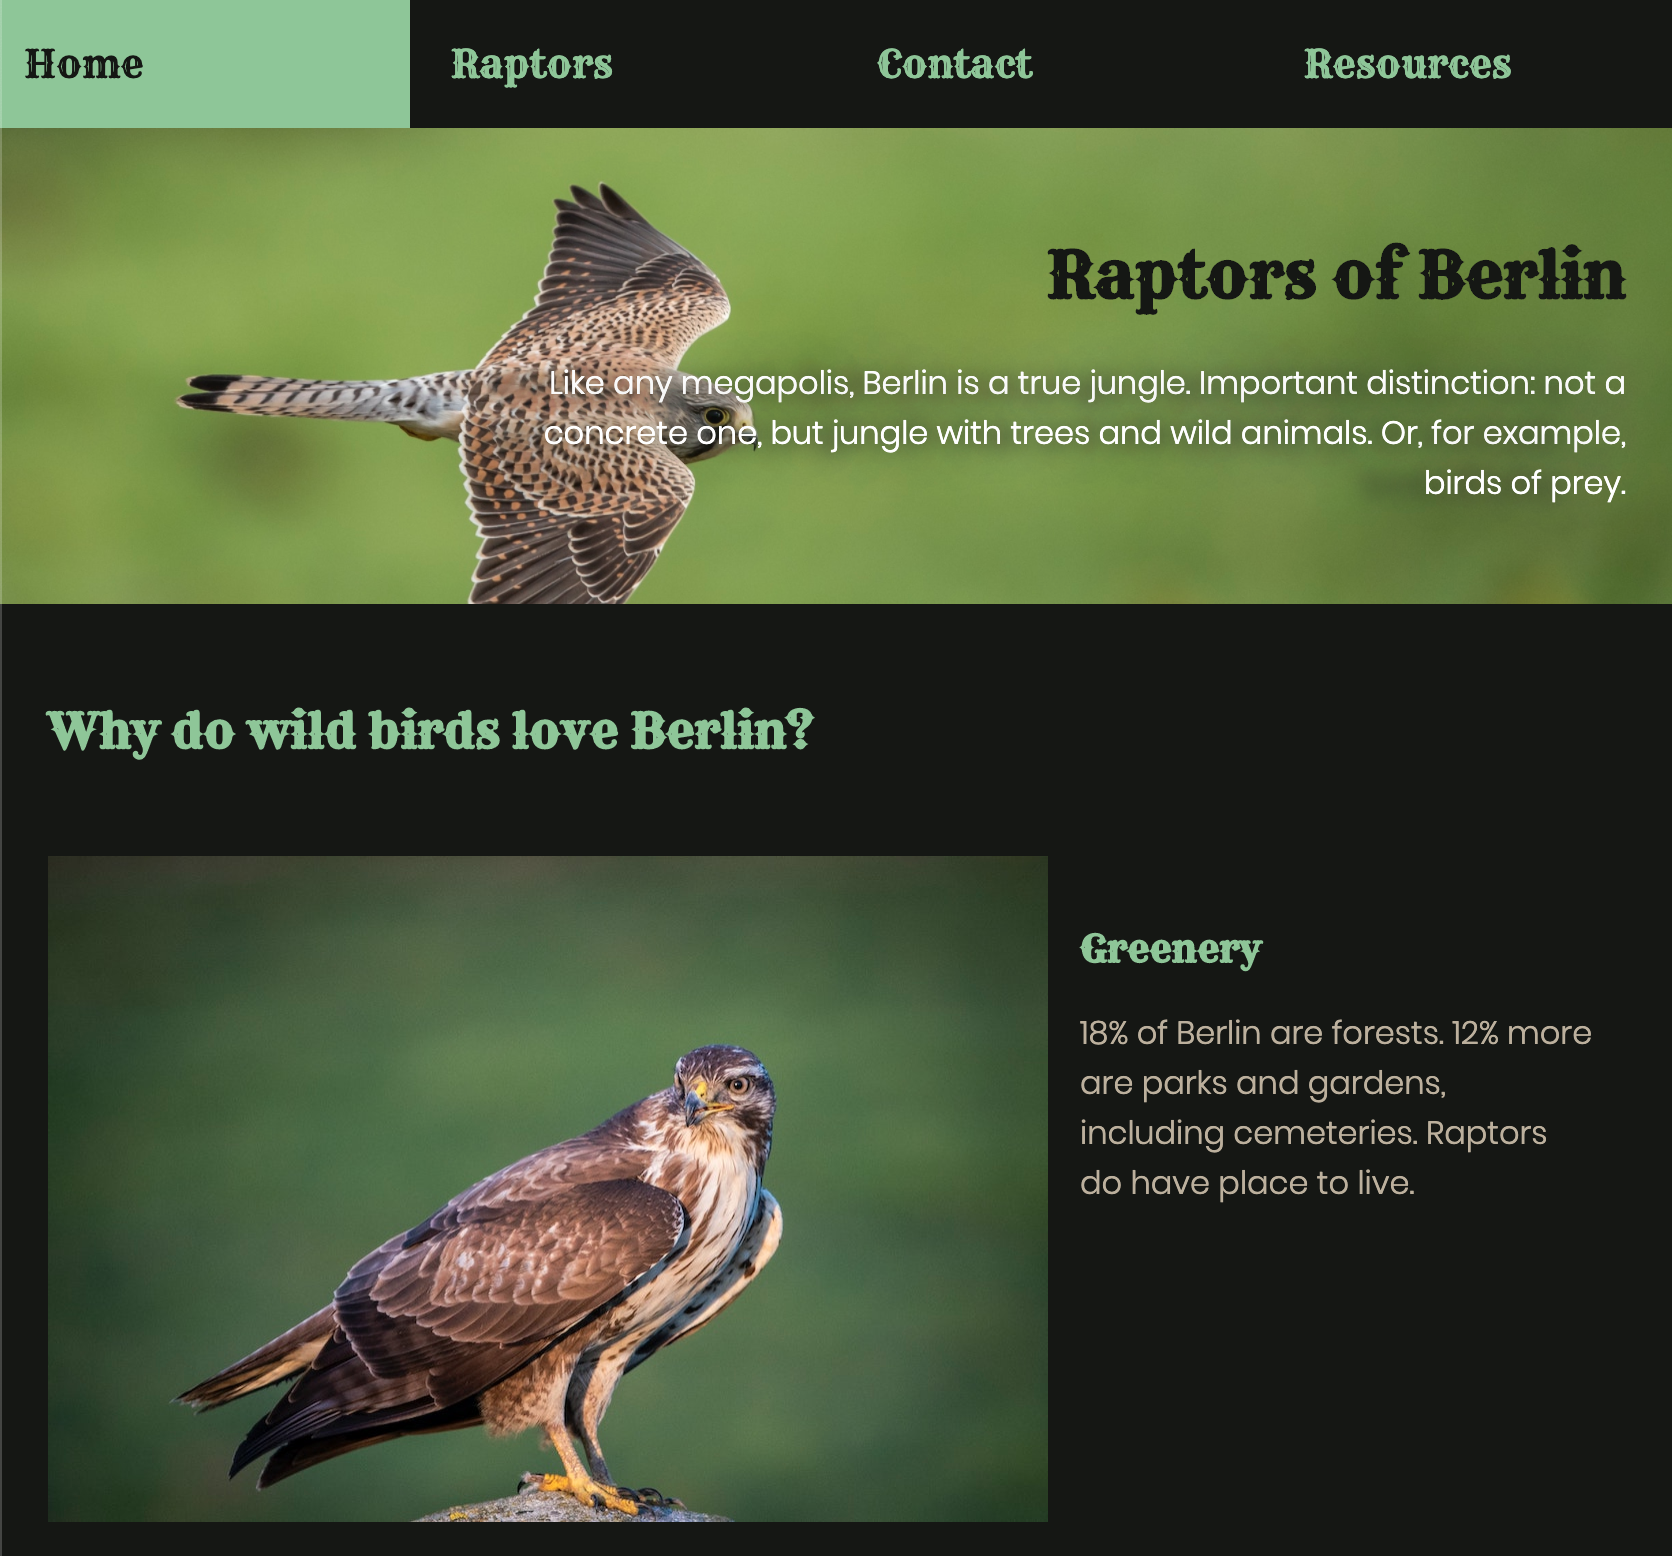 Home
Raptors
Contact
Resources
Raptors of Berlin
Like any megapolis, Berlin is a true jungle. Important distinction: not a
concrete one, but jungle with trees and wild animals. Or, for example,
birds of prey.
Why do wild birds love Berlin?
Greenery
18% of Berlin are forests. 12% more
are parks and gardens,
including cemeteries. Raptors
do have place to live.